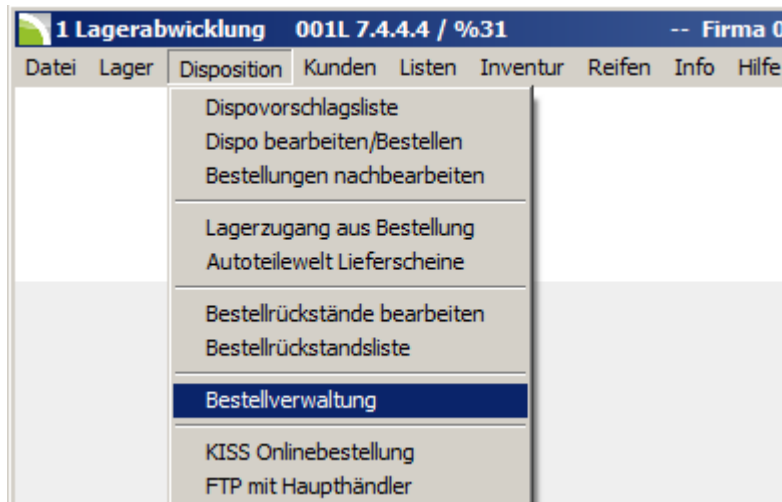 1 Lagerabwicklung 001L 7.4.4.4 / %31 -- Firma 0
Datei Lager Disposition Kunden Listen Inventur Reifen Info Hilfe
Dispovorschlagsliste
Dispo bearbeiten/Bestellen
Bestellungen nachbearbeiten
Lagerzugang aus Bestellung
Autoteilewelt Lieferscheine
Bestellrückstände bearbeiten
Bestellrückstandsliste
Bestellverwaltung
KISS Onlinebestellung
FTP mit Haupthändler